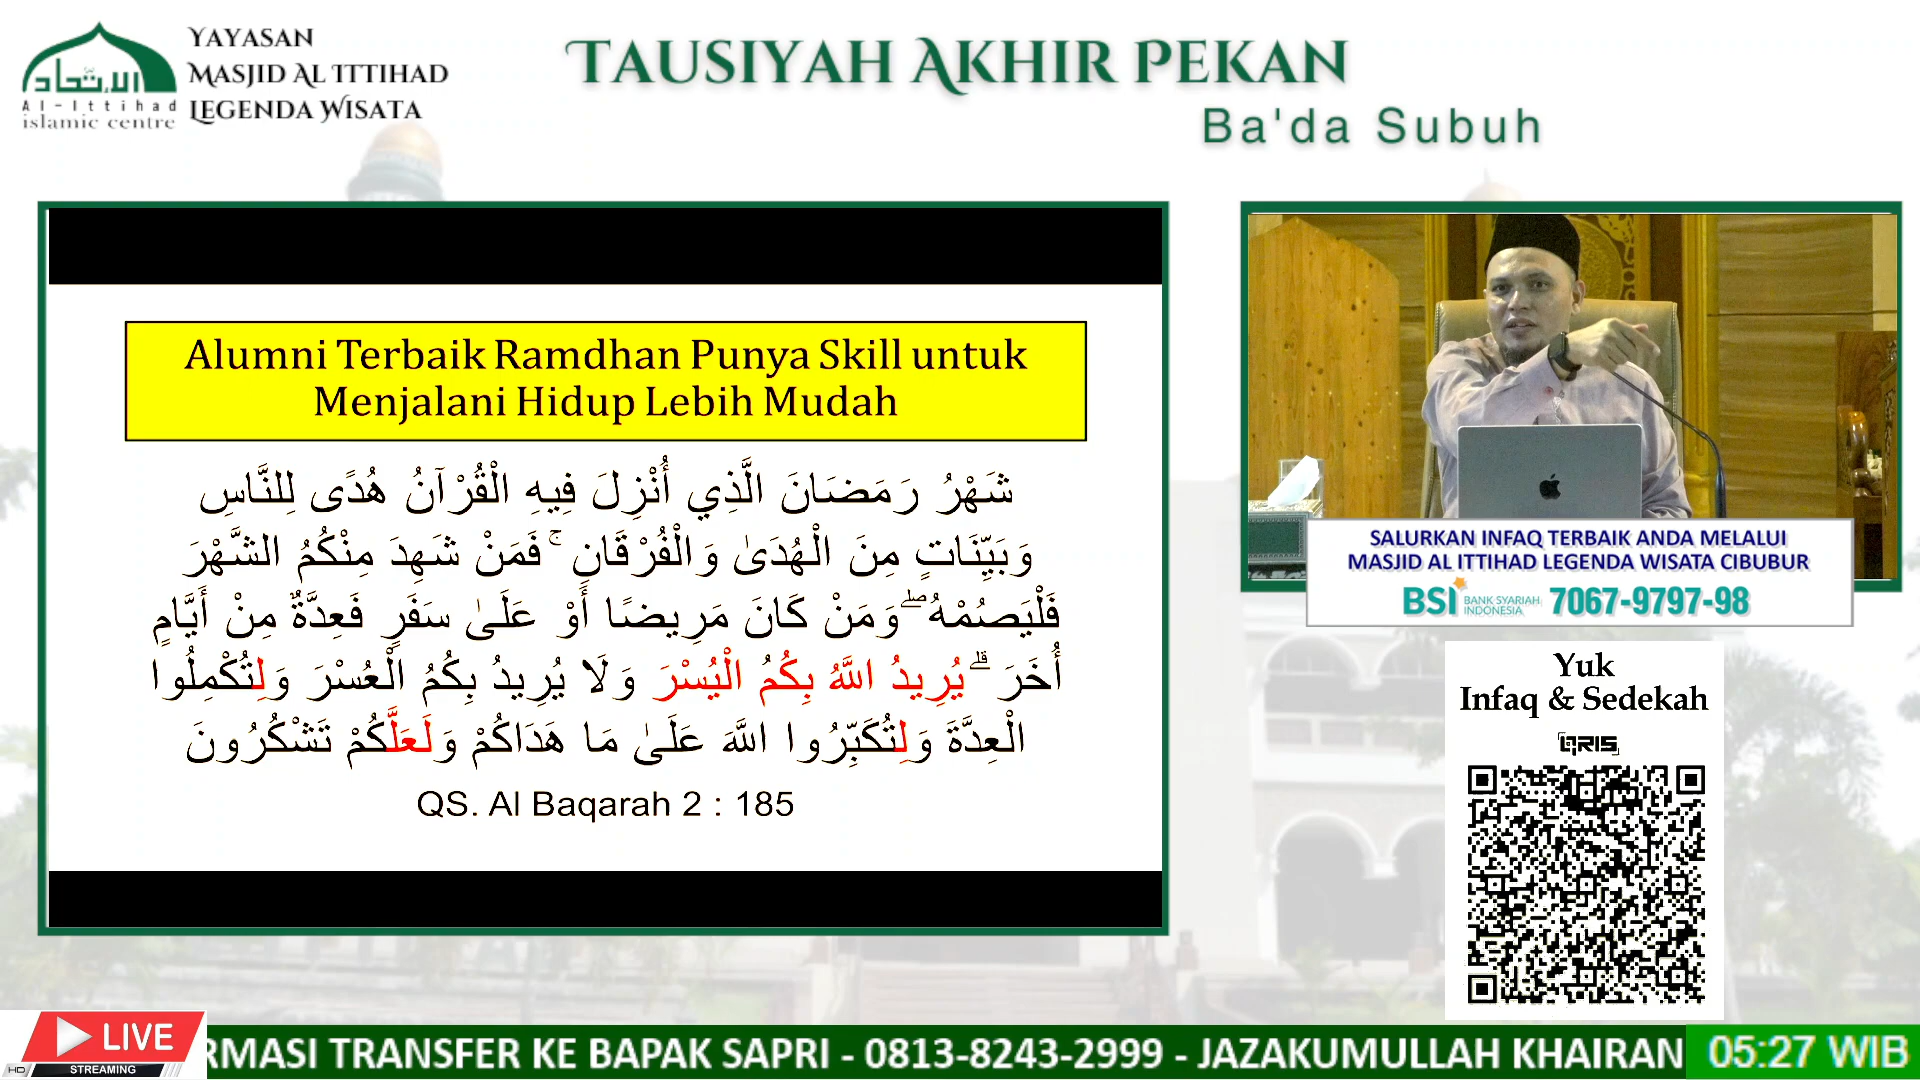 الإتحاد
Al-Ittihad
islamic centre
YAYASAN
MASJID AL ITTIHAD
LEGENDA WISATA
TAUSIYAH AKHIR PEKAN
Ba'da Subuh
Alumni Terbaik Ramdhan Punya Skill untuk
Menjalani Hidup Lebih Mudah
شَهْرُ رَمَضَانَ الَّذِي أُنْزِلَ فِيهِ الْقُرْآنُ هُدًى لِلنَّاسِ
وَبَيِّنَاتٍ مِنَ الْهُدَىٰ وَالْفُرْقَانِ ۚ فَمَنْ شَهِدَ مِنْكُمُ الشَّهْرَ
فَلْيَصُمْهُ ۖ وَمَنْ كَانَ مَرِيضًا أَوْ عَلَىٰ سَفَرٍ فَعِدَّةٌ مِنْ أَيَّامٍ
أُخَرَ ۗ يُرِيدُ اللَّهُ بِكُمُ الْيُسْرَ وَلَا يُرِيدُ بِكُمُ الْعُسْرَ وَلِتُكْمِلُوا
الْعِدَّةَ وَلِتُكَبِّرُوا اللَّهَ عَلَىٰ مَا هَدَاكُمْ وَلَعَلَّكُمْ تَشْكُرُونَ
QS. Al Baqarah 2 : 185
SALURKAN INFAQ TERBAIK ANDA MELALUI
MASJID AL ITTIHAD LEGENDA WISATA CIBUBUR
BSI BANK SYARIAH INDONESIA 7067-9797-98
Yuk
Infaq & Sedekah
QRIS
LIVE
HD STREAMING
RMASI TRANSFER KE BAPAK SAPRI - 0813-8243-2999 - JAZAKUMULLAH KHAIRAN
05:27 WIB